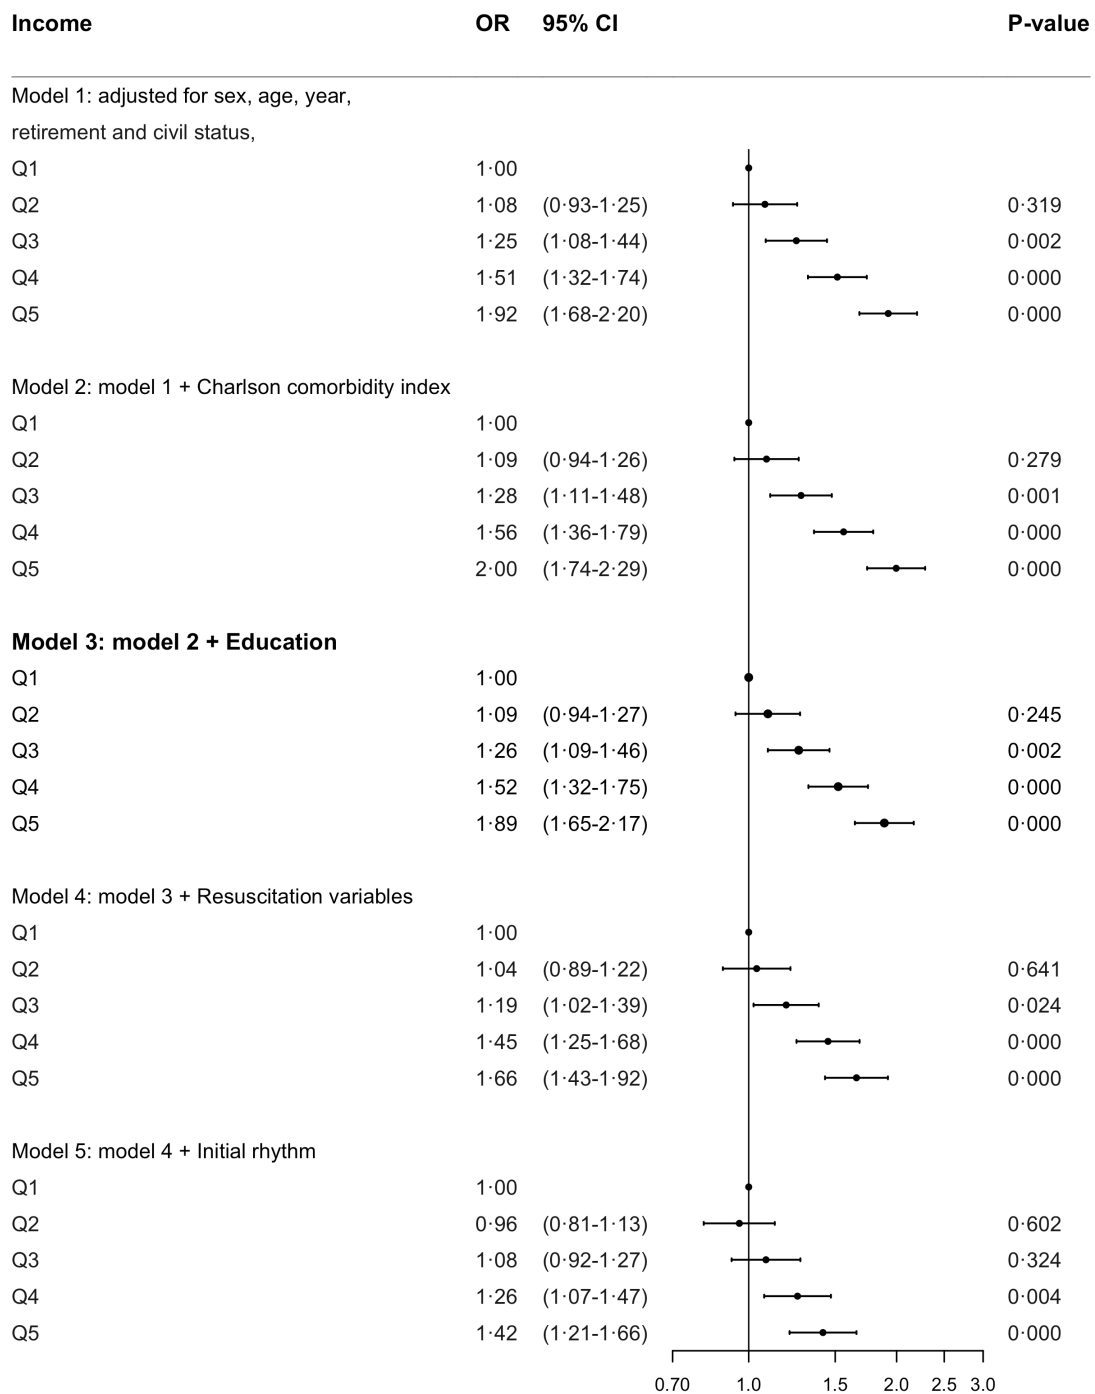 Income OR 95% CI P-value
Model 1: adjusted for sex, age, year,
retirement and civil status,
Q1 1·00
Q2 1·08 (0·93-1·25) 0·319
Q3 1·25 (1·08-1·44) 0·002
Q4 1·51 (1·32-1·74) 0·000
Q5 1·92 (1·68-2·20) 0·000
Model 2: model 1 + Charlson comorbidity index
Q1 1·00
Q2 1·09 (0·94-1·26) 0·279
Q3 1·28 (1·11-1·48) 0·001
Q4 1·56 (1·36-1·79) 0·000
Q5 2·00 (1·74-2·29) 0·000
Model 3: model 2 + Education
Q1 1·00
Q2 1·09 (0·94-1·27) 0·245
Q3 1·26 (1·09-1·46) 0·002
Q4 1·52 (1·32-1·75) 0·000
Q5 1·89 (1·65-2·17) 0·000
Model 4: model 3 + Resuscitation variables
Q1 1·00
Q2 1·04 (0·89-1·22) 0·641
Q3 1·19 (1·02-1·39) 0·024
Q4 1·45 (1·25-1·68) 0·000
Q5 1·66 (1·43-1·92) 0·000
Model 5: model 4 + Initial rhythm
Q1 1·00
Q2 0·96 (0·81-1·13) 0·602
Q3 1·08 (0·92-1·27) 0·324
Q4 1·26 (1·07-1·47) 0·004
Q5 1·42 (1·21-1·66) 0·000
0.70 1.0 1.5 2.0 2.5 3.0